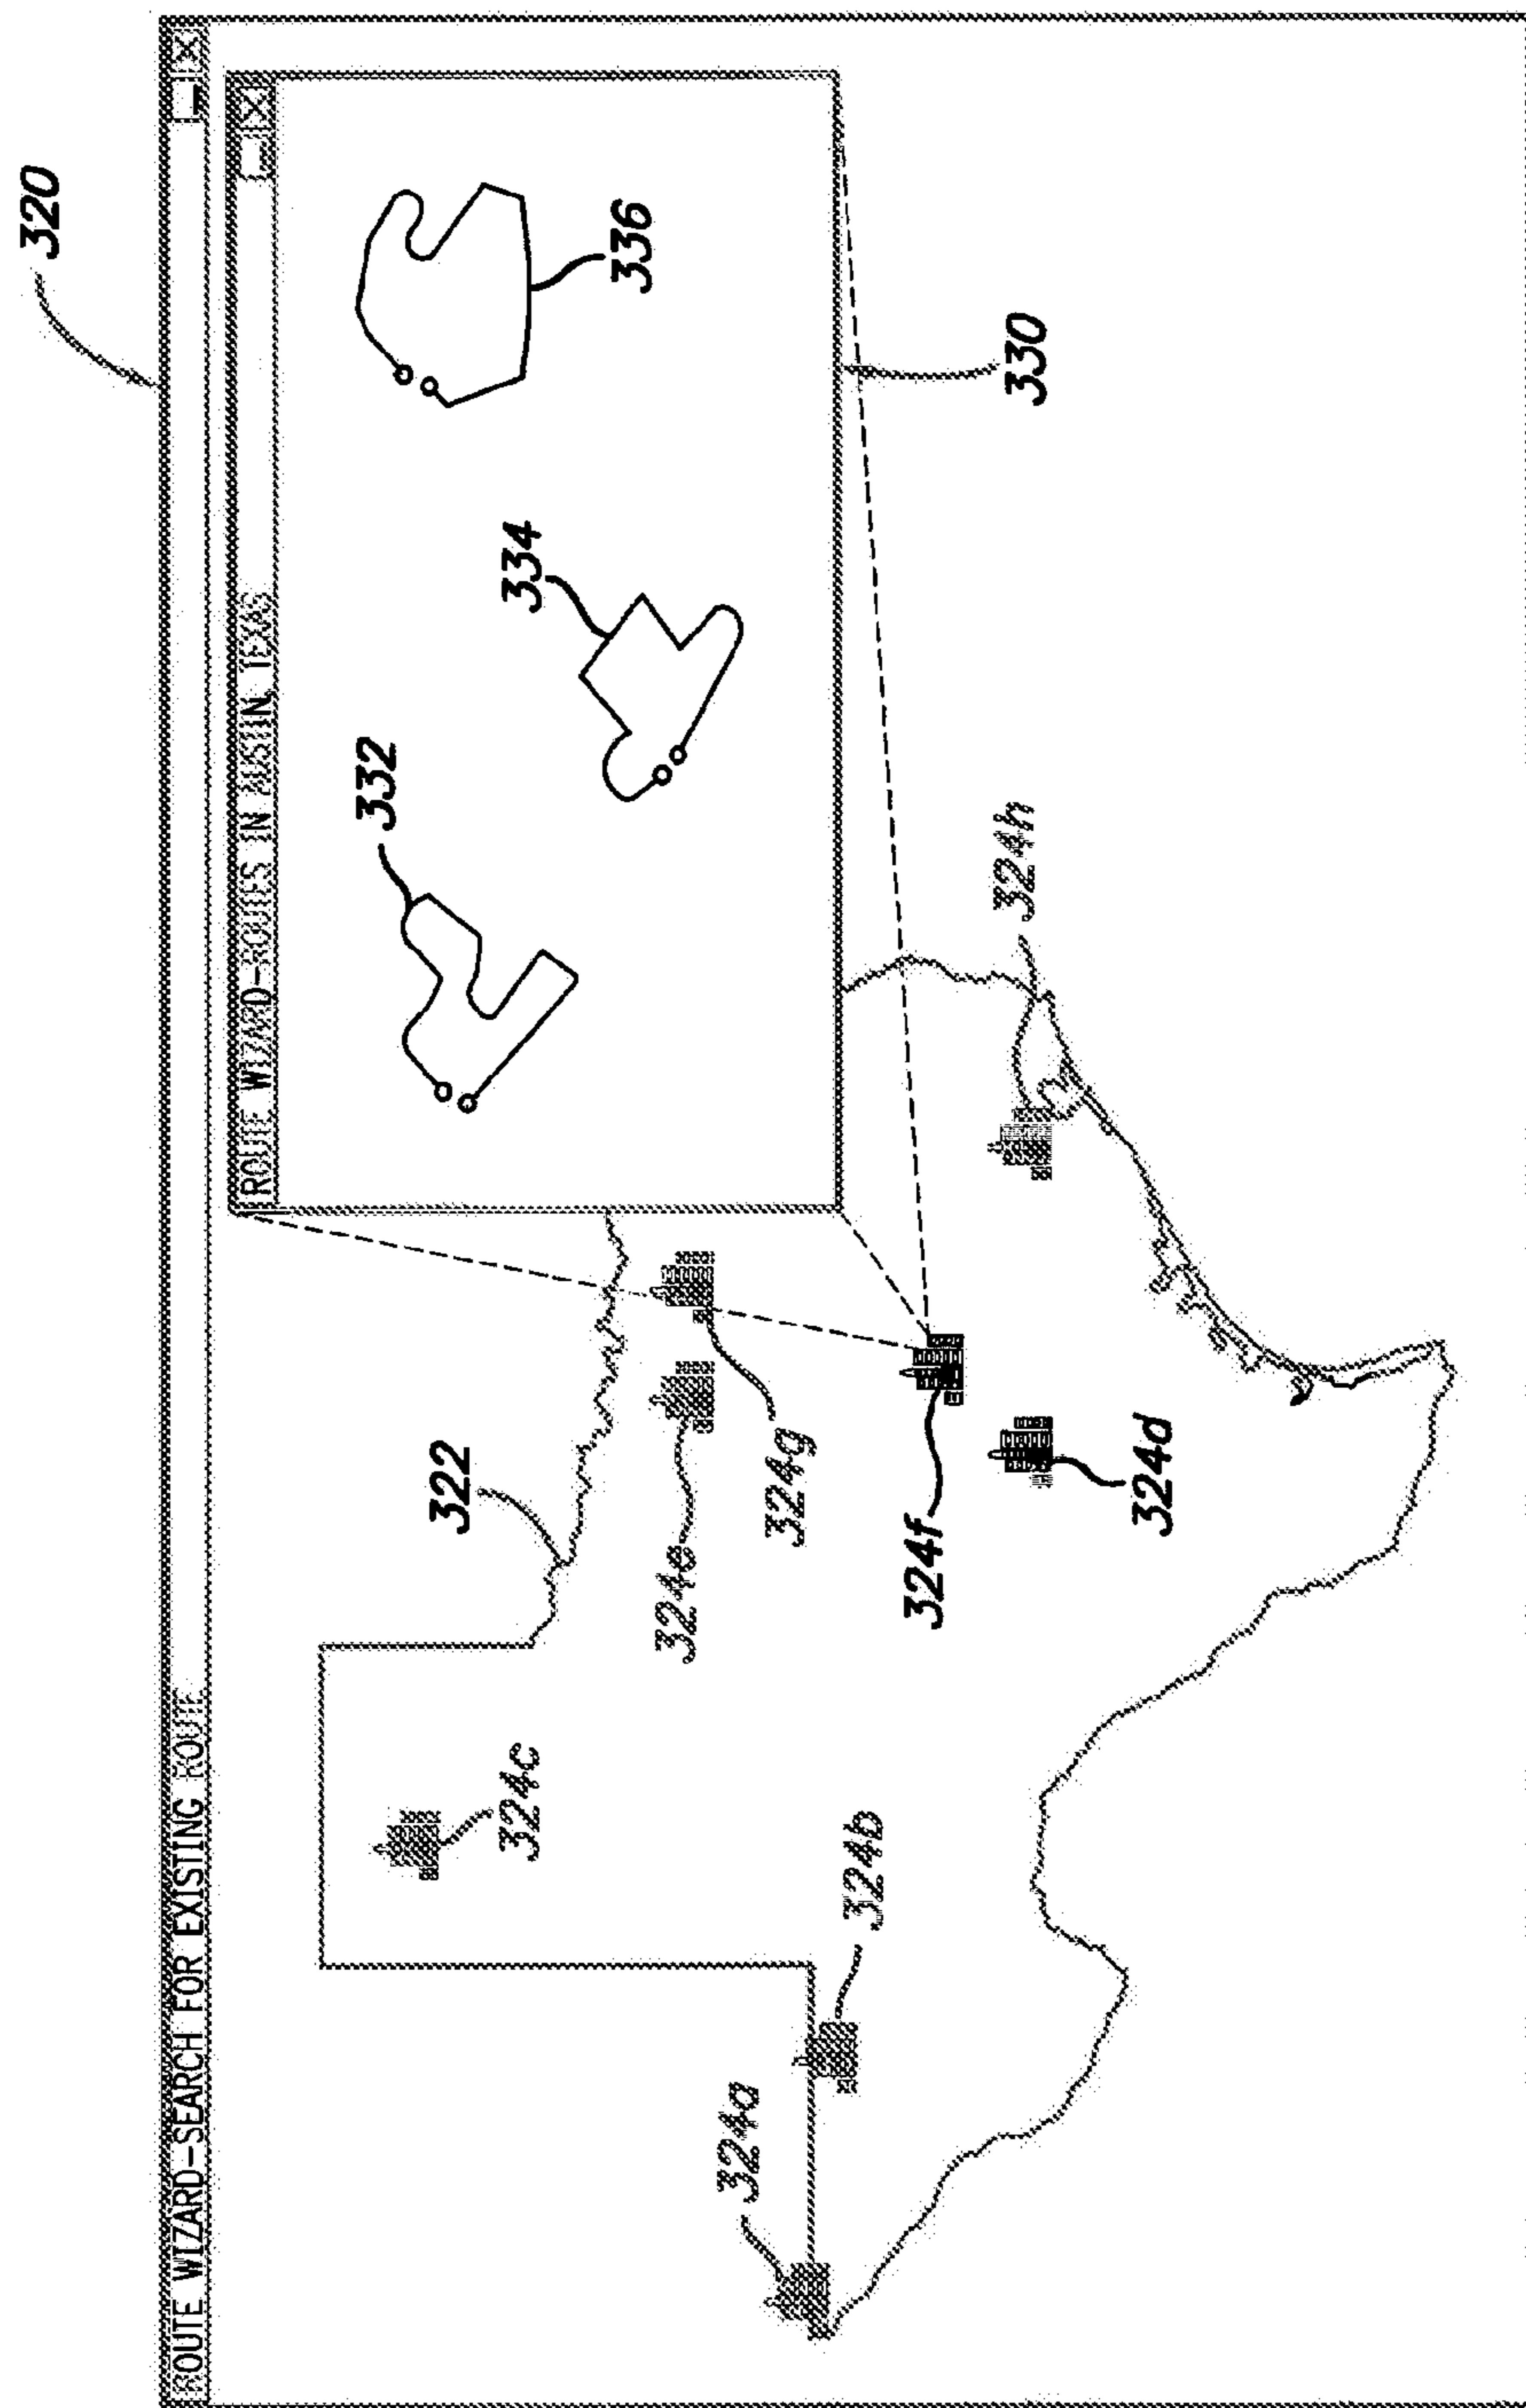 320
ROUTE WIZARD-SEARCH FOR EXISTING ROUTE
ROUTE WIZARD-ROUTES IN AUSTIN, TEXAS
332
334
336
330
322
324a
324b
324c
324e
324g
324f
324d
324h